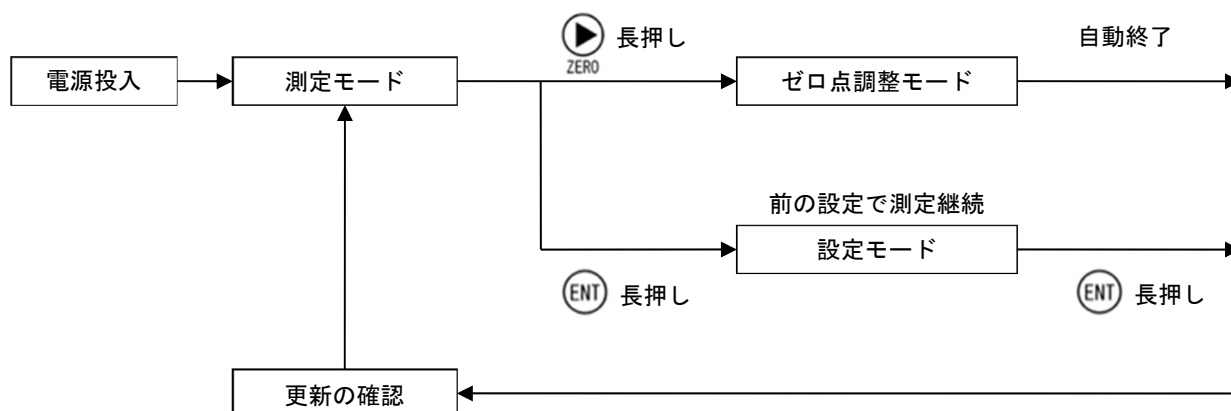 長押し
自動終了
ZERO
電源投入
測定モード
ゼロ点調整モード
前の設定で測定継続
設定モード
ENT 長押し
ENT 長押し
更新の確認